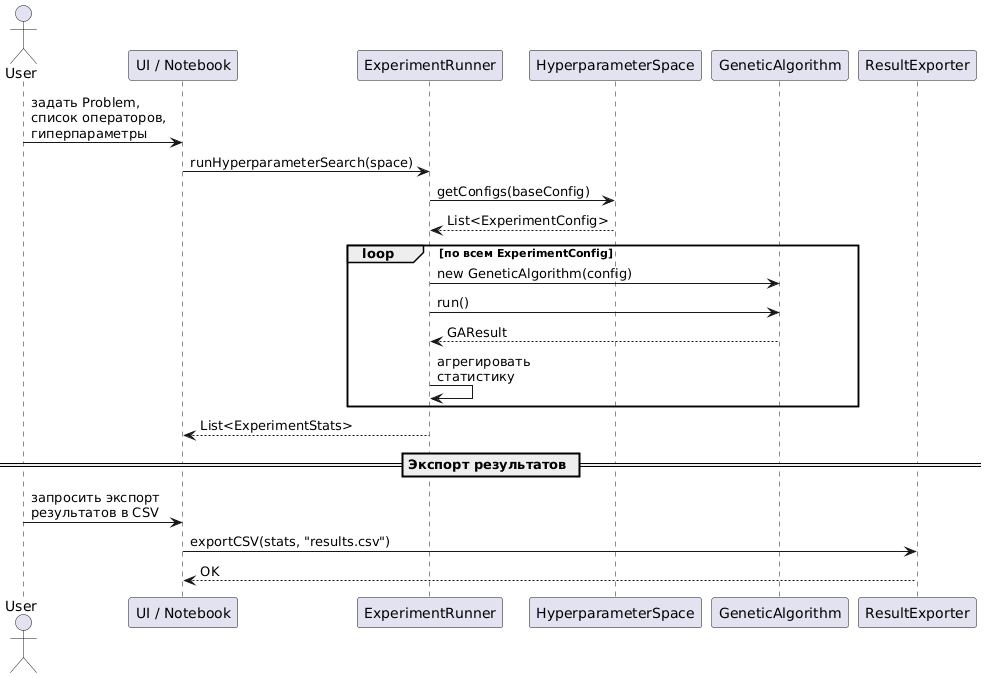 User
UI / Notebook
ExperimentRunner
HyperparameterSpace
GeneticAlgorithm
ResultExporter
задать Problem,
список операторов,
гиперпараметры
runHyperparameterSearch(space)
getConfigs(baseConfig)
List<ExperimentConfig>
loop
[по всем ExperimentConfig]
new GeneticAlgorithm(config)
run()
GAResult
агрегировать
статистику
List<ExperimentStats>
Экспорт результатов
запросить экспорт
результатов в CSV
exportCSV(stats, "results.csv")
OK
User
UI / Notebook
ExperimentRunner
HyperparameterSpace
GeneticAlgorithm
ResultExporter